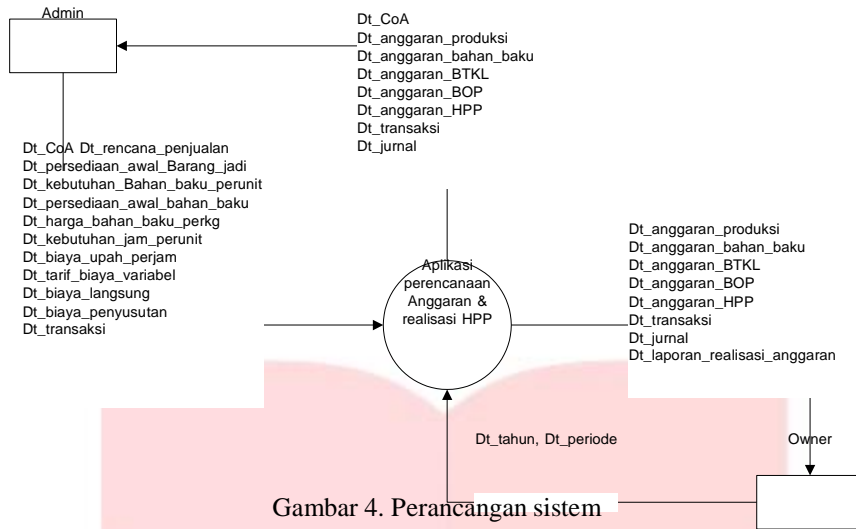 Admin
Dt_CoA
Dt_anggaran_produksi
Dt_anggaran_bahan_baku
Dt_anggaran_BTKL
Dt_anggaran_BOP
Dt_anggaran_HPP
Dt_transaksi
Dt_jurnal
Dt_CoA Dt_rencana_penjualan
Dt_persediaan_awal_Barang_jadi
Dt_kebutuhan_Bahan_baku_perunit
Dt_persediaan_awal_bahan_baku
Dt_harga_bahan_baku_perkg
Dt_kebutuhan_jam_perunit
Dt_biaya_upah_perjam
Dt_tarif_biaya_variabel
Dt_biaya_langsung
Dt_biaya_penyusutan
Dt_transaksi
Aplikasi
perencanaan
Anggaran &
realisasi HPP
Dt_anggaran_produksi
Dt_anggaran_bahan_baku
Dt_anggaran_BTKL
Dt_anggaran_BOP
Dt_anggaran_HPP
Dt_transaksi
Dt_jurnal
Dt_laporan_realisasi_anggaran
Dt_tahun, Dt_periode
Owner
Gambar 4. Perancangan sistem